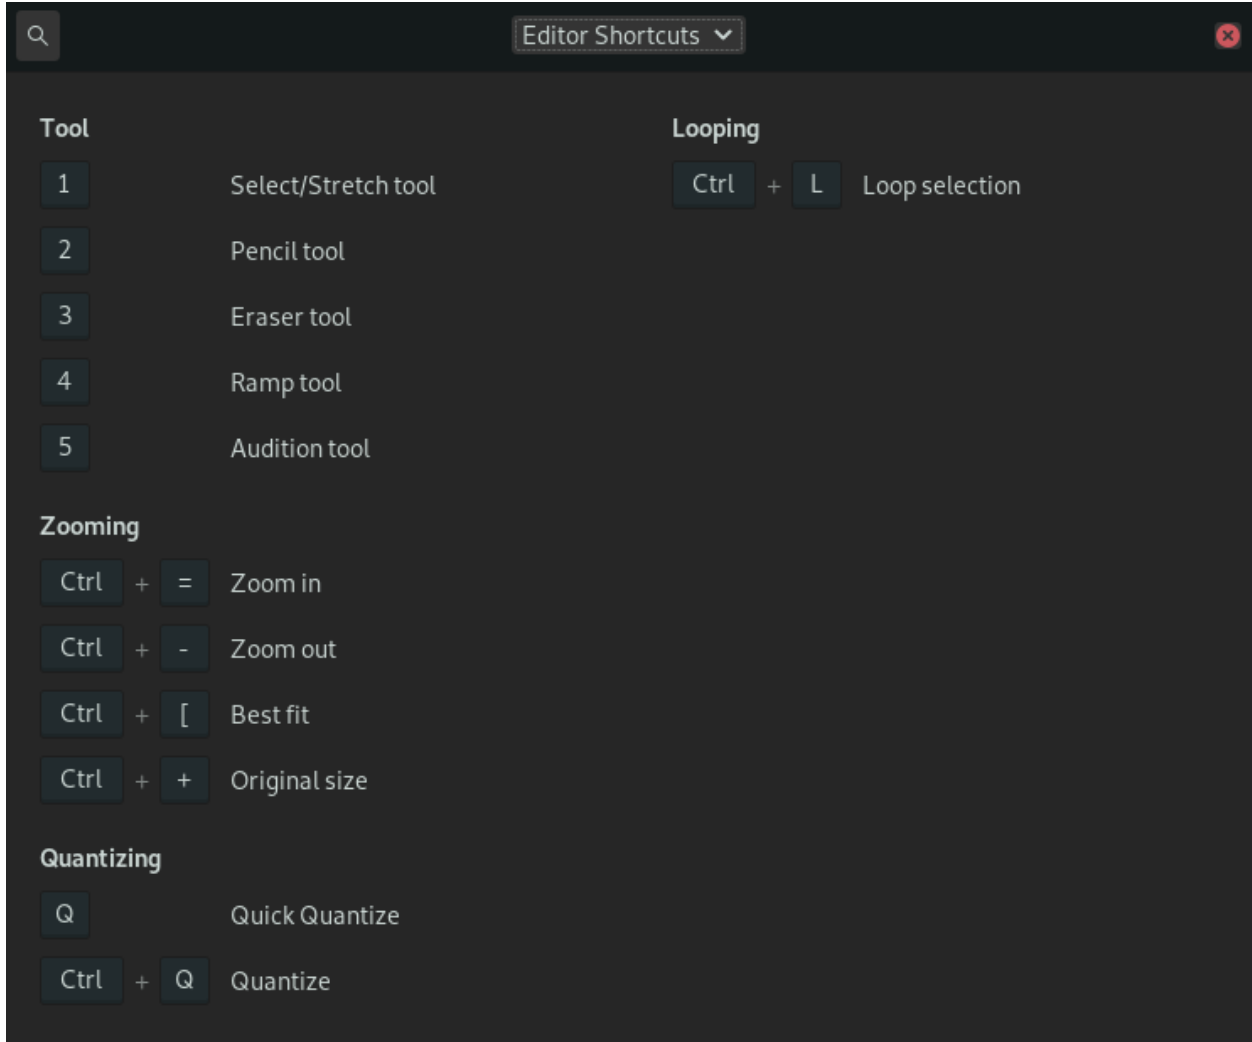 Editor Shortcuts
Tool
1 Select/Stretch tool
2 Pencil tool
3 Eraser tool
4 Ramp tool
5 Audition tool
Zooming
Ctrl + = Zoom in
Ctrl + - Zoom out
Ctrl + [ Best fit
Ctrl + + Original size
Quantizing
Q Quick Quantize
Ctrl + Q Quantize
Looping
Ctrl + L Loop selection